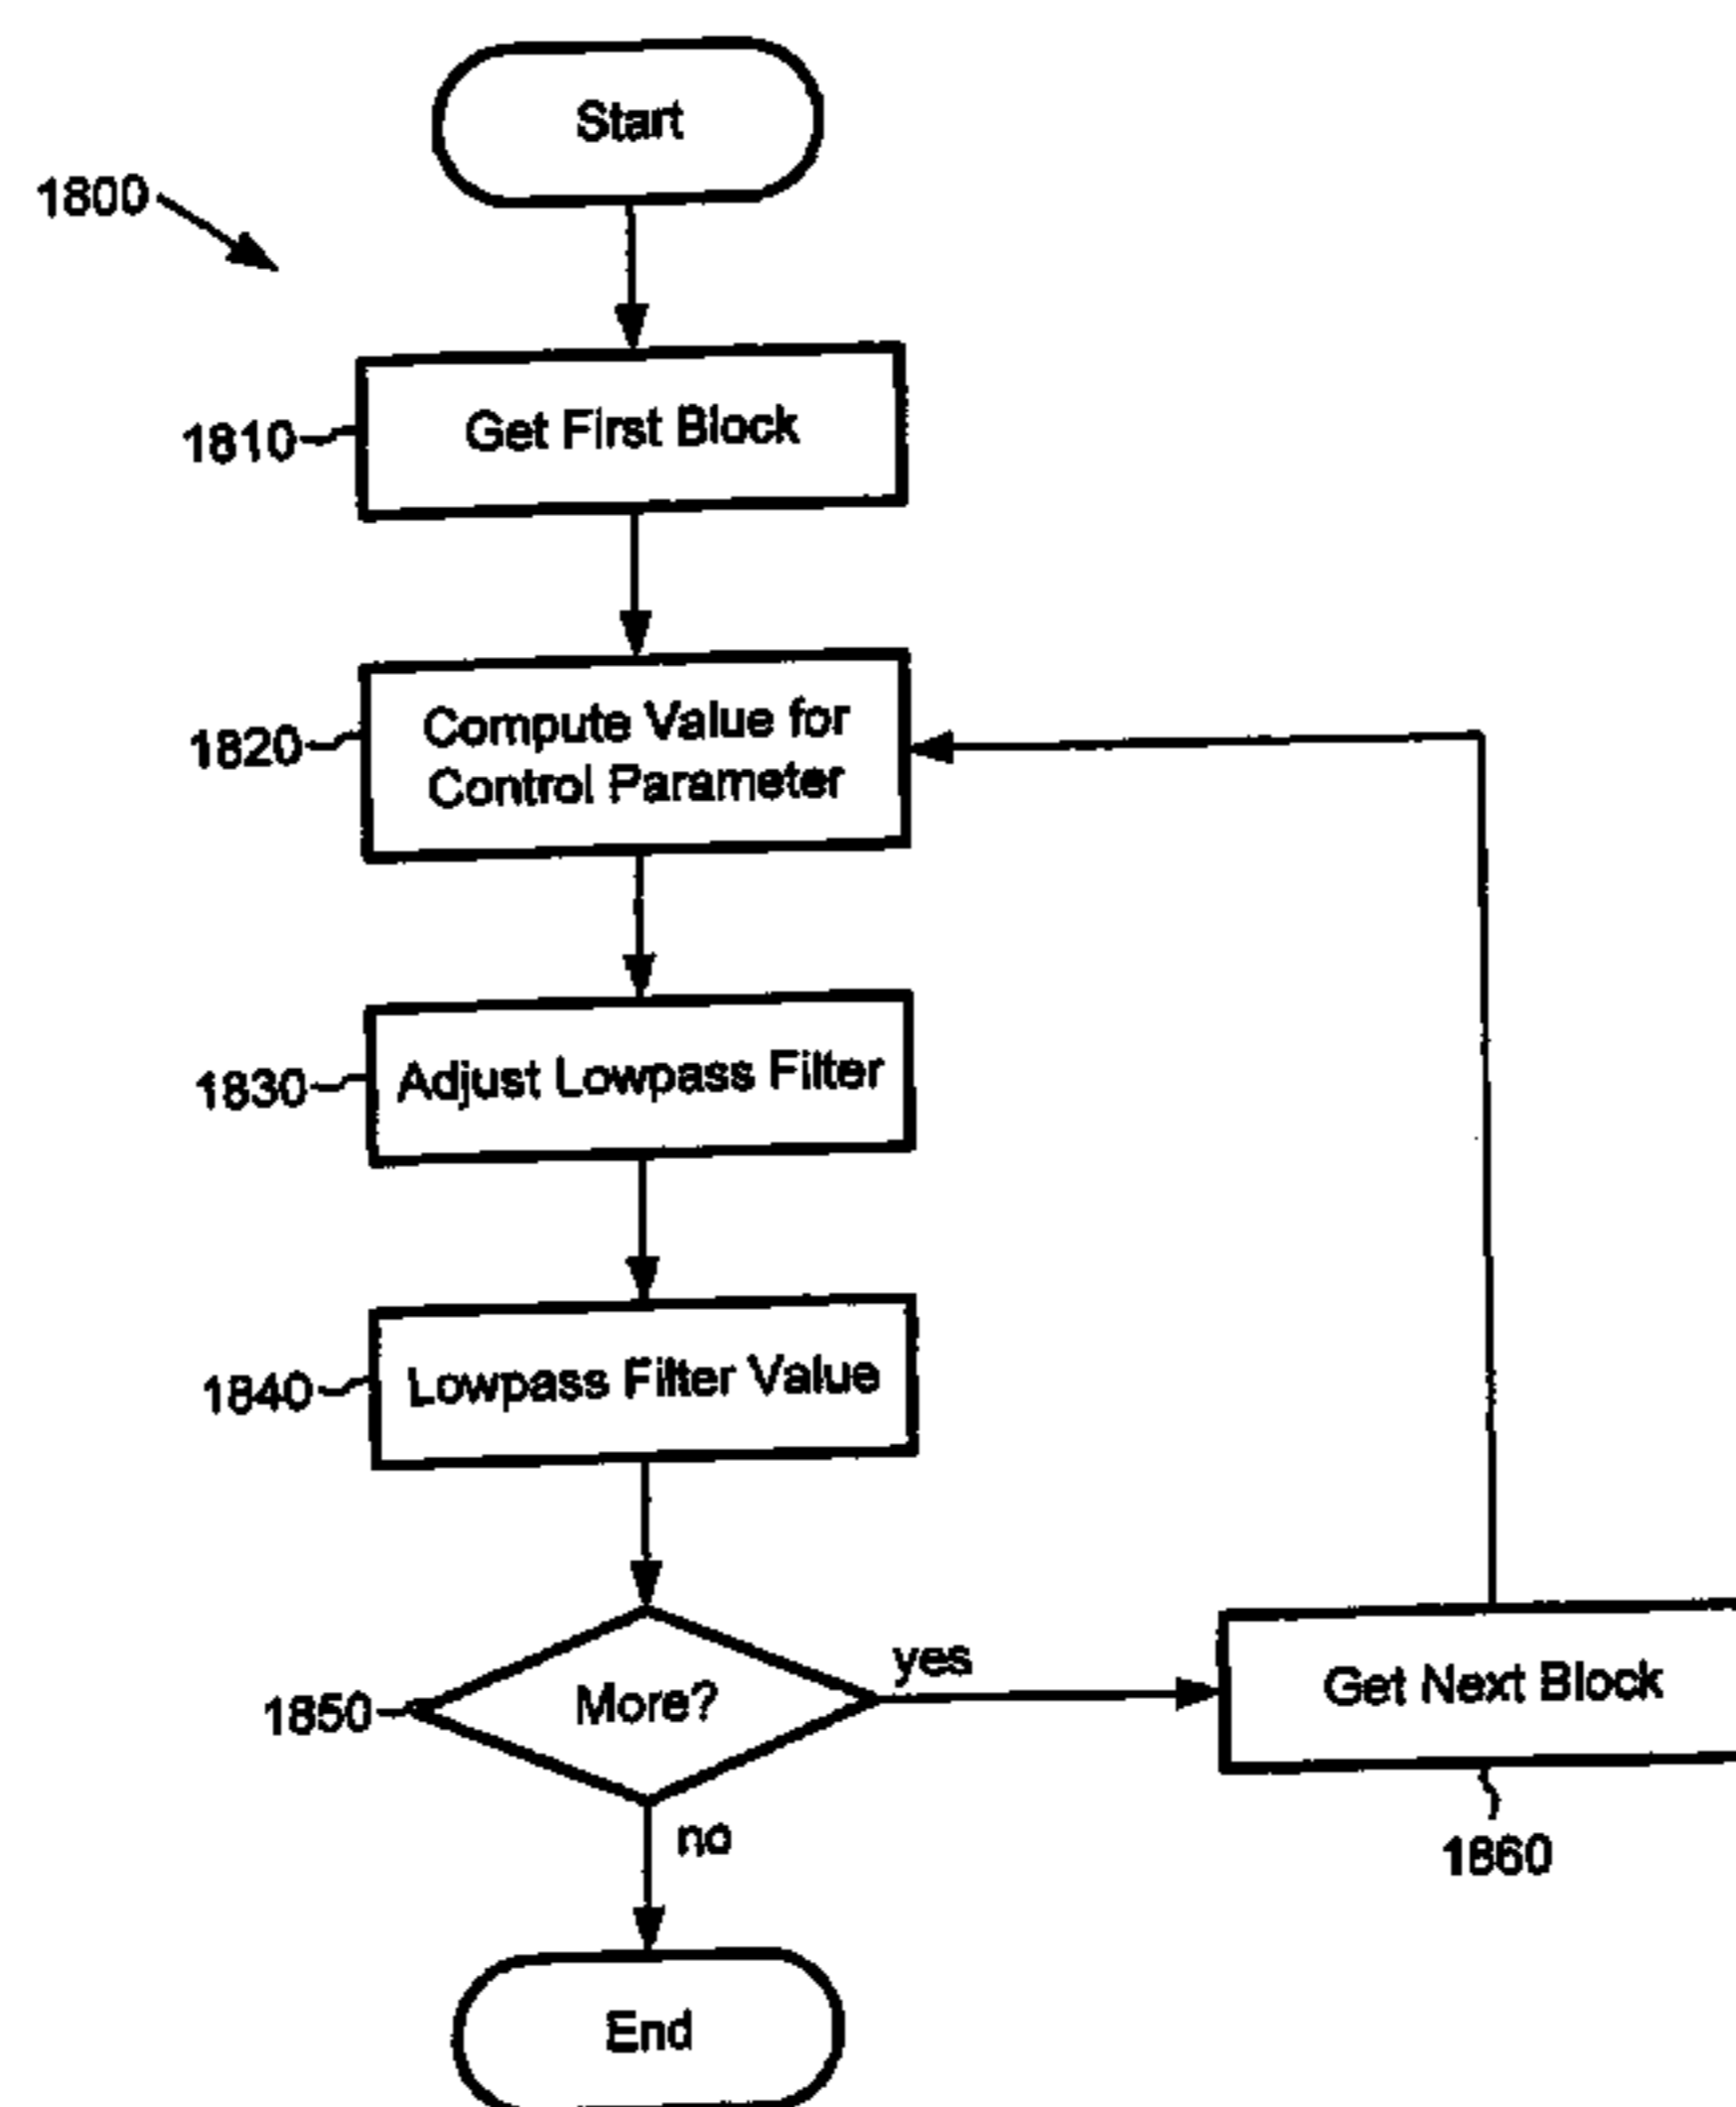 Start
1800
1810
Get First Block
1820
Compute Value for
Control Parameter
1830
Adjust Lowpass Filter
1840
Lowpass Filter Value
1850
More?
yes
Get Next Block
1860
no
End